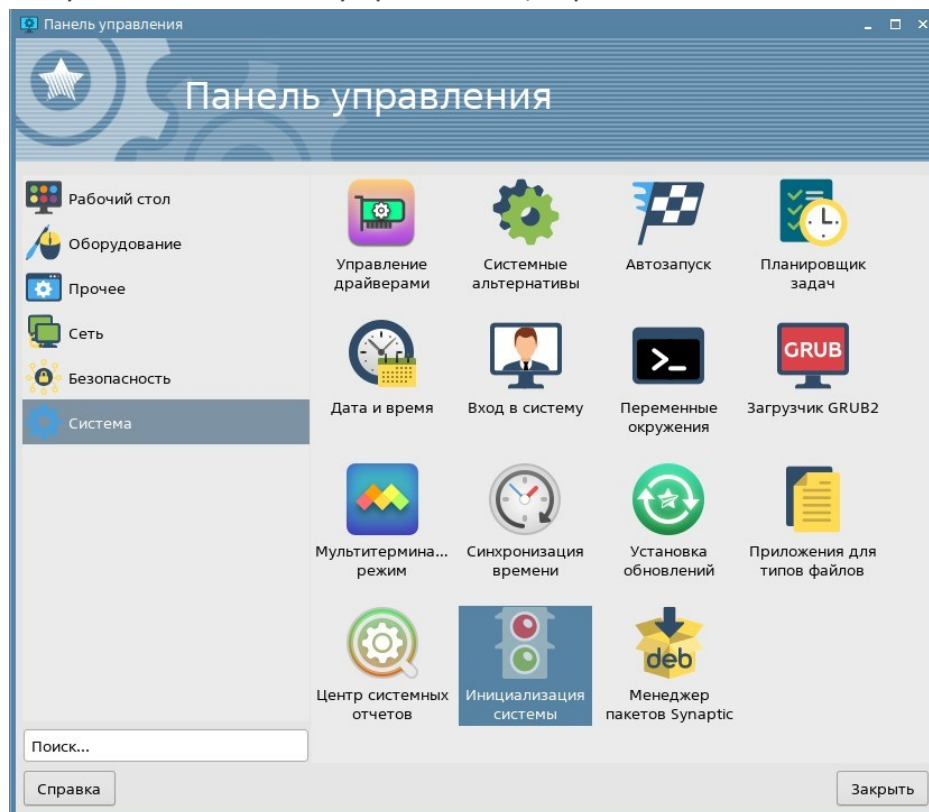 Панель управления
Панель управления
Рабочий стол
Оборудование
Прочее
Сеть
Безопасность
Система
Управление
драйверами
Системные
альтернативы
Автозапуск
Планировщик
задач
Дата и время
Вход в систему
Переменные
окружения
GRUB
Загрузчик GRUB2
Мультитермина...
режим
Синхронизация
времени
Установка
обновлений
Приложения для
типов файлов
Центр системных
отчетов
Инициализация
системы
deb
Менеджер
пакетов Synaptic
Поиск...
Справка
Закрыть